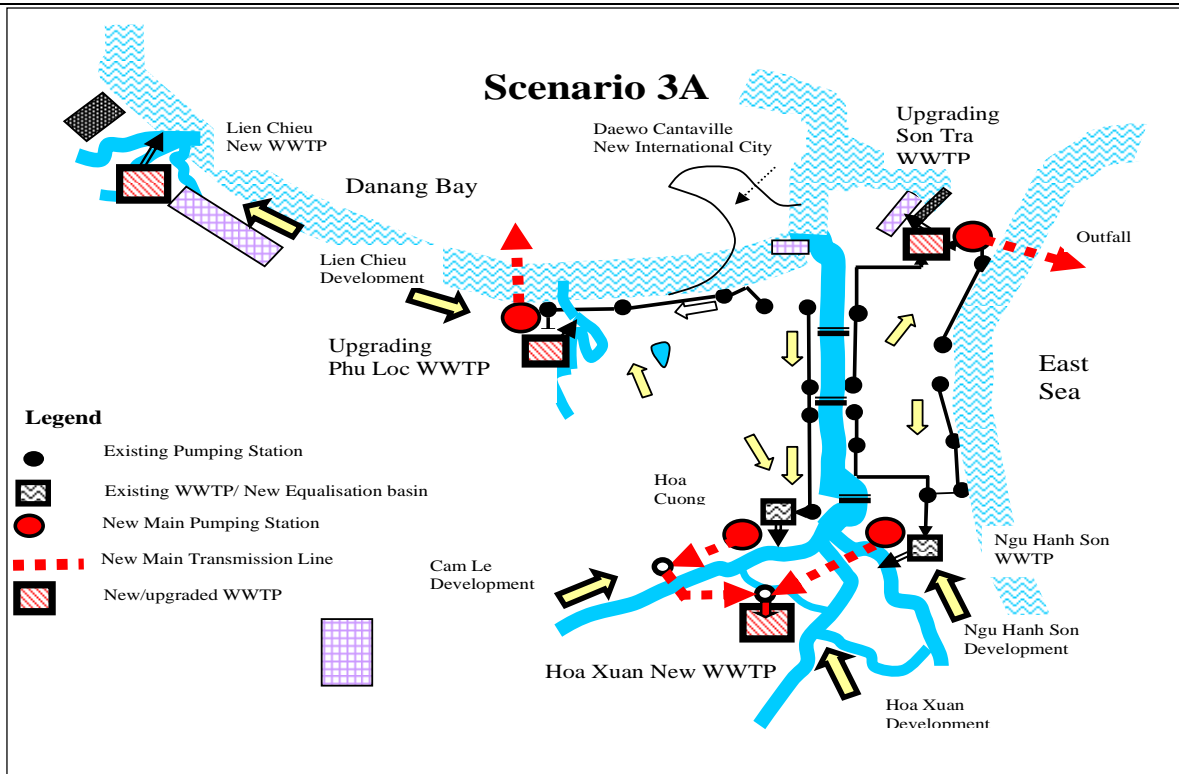 Scenario 3A
Lien Chieu
New WWTP
Daewo Cantaville
New International City
Upgrading
Son Tra
WWTP
Danang Bay
Outfall
Lien Chieu
Development
Upgrading
Phu Loc WWTP
East
Sea
Legend
Existing Pumping Station
Existing WWTP/ New Equalisation basin
New Main Pumping Station
New Main Transmission Line
New/upgraded WWTP
Hoa
Cuong
Ngu Hanh Son
WWTP
Cam Le
Development
Ngu Hanh Son
Development
Hoa Xuan New WWTP
Hoa Xuan
Development